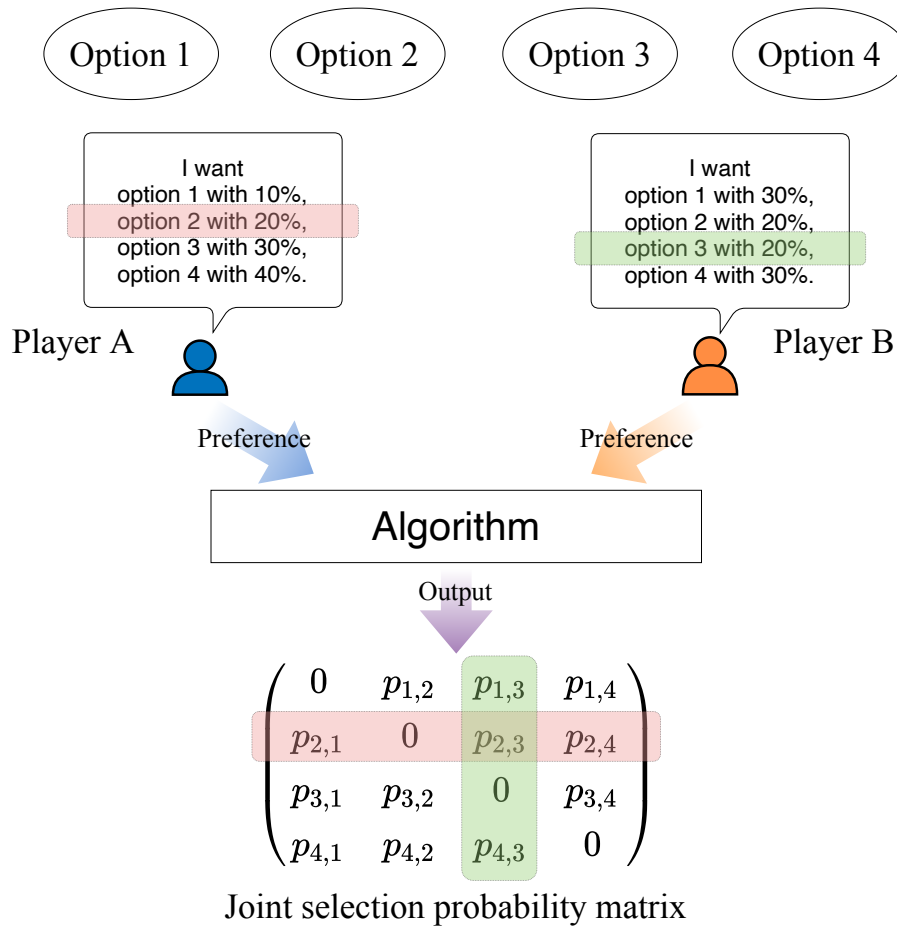 Option 1 Option 2 Option 3 Option 4
I want
option 1 with 10%,
option 2 with 20%,
option 3 with 30%,
option 4 with 40%.
I want
option 1 with 30%,
option 2 with 20%,
option 3 with 20%,
option 4 with 30%.
Player A
Player B
Preference
Preference
Algorithm
Output
0 p1,2 p1,3 p1,4
p2,1 0 p2,3 p2,4
p3,1 p3,2 0 p3,4
p4,1 p4,2 p4,3 0
Joint selection probability matrix